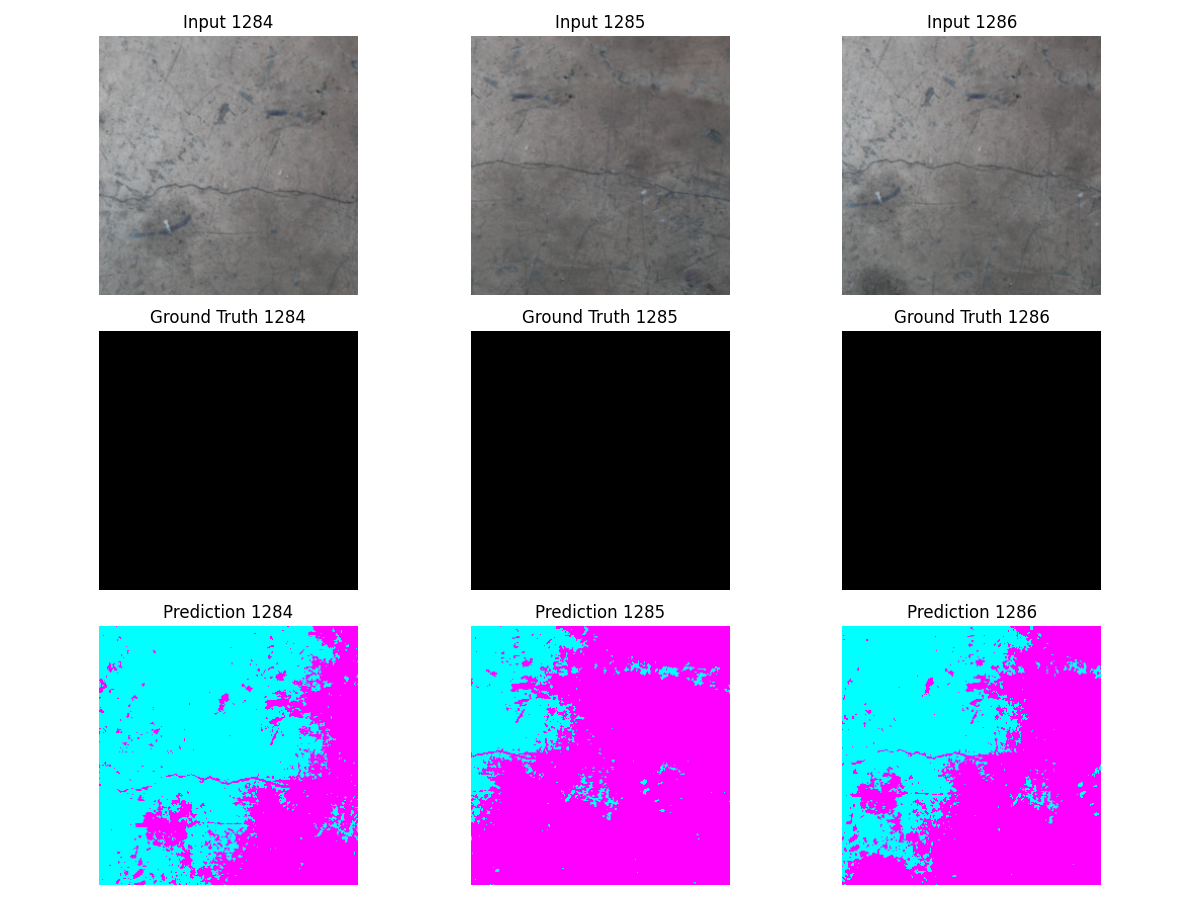 Input 1284
Input 1285
Input 1286
Ground Truth 1284
Ground Truth 1285
Ground Truth 1286
Prediction 1284
Prediction 1285
Prediction 1286